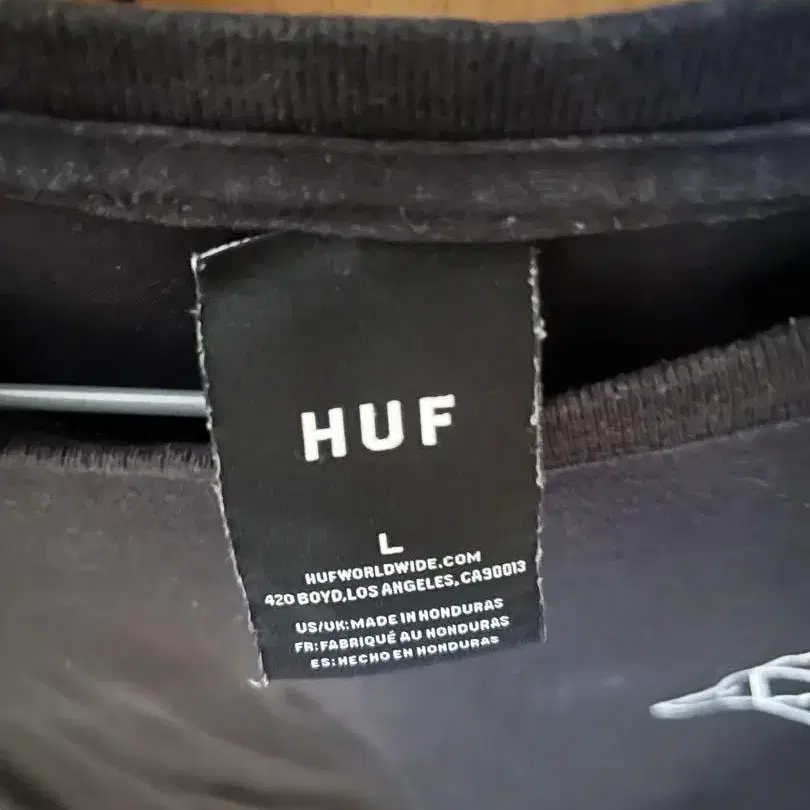 HUF
L
HUFWORLDWIDE.COM
420 BOYD, LOS ANGELES, CA90013
US/UK: MADE IN HONDURAS
FR: FABRIQUÉ AU HONDURAS
ES: HECHO EN HONDURAS